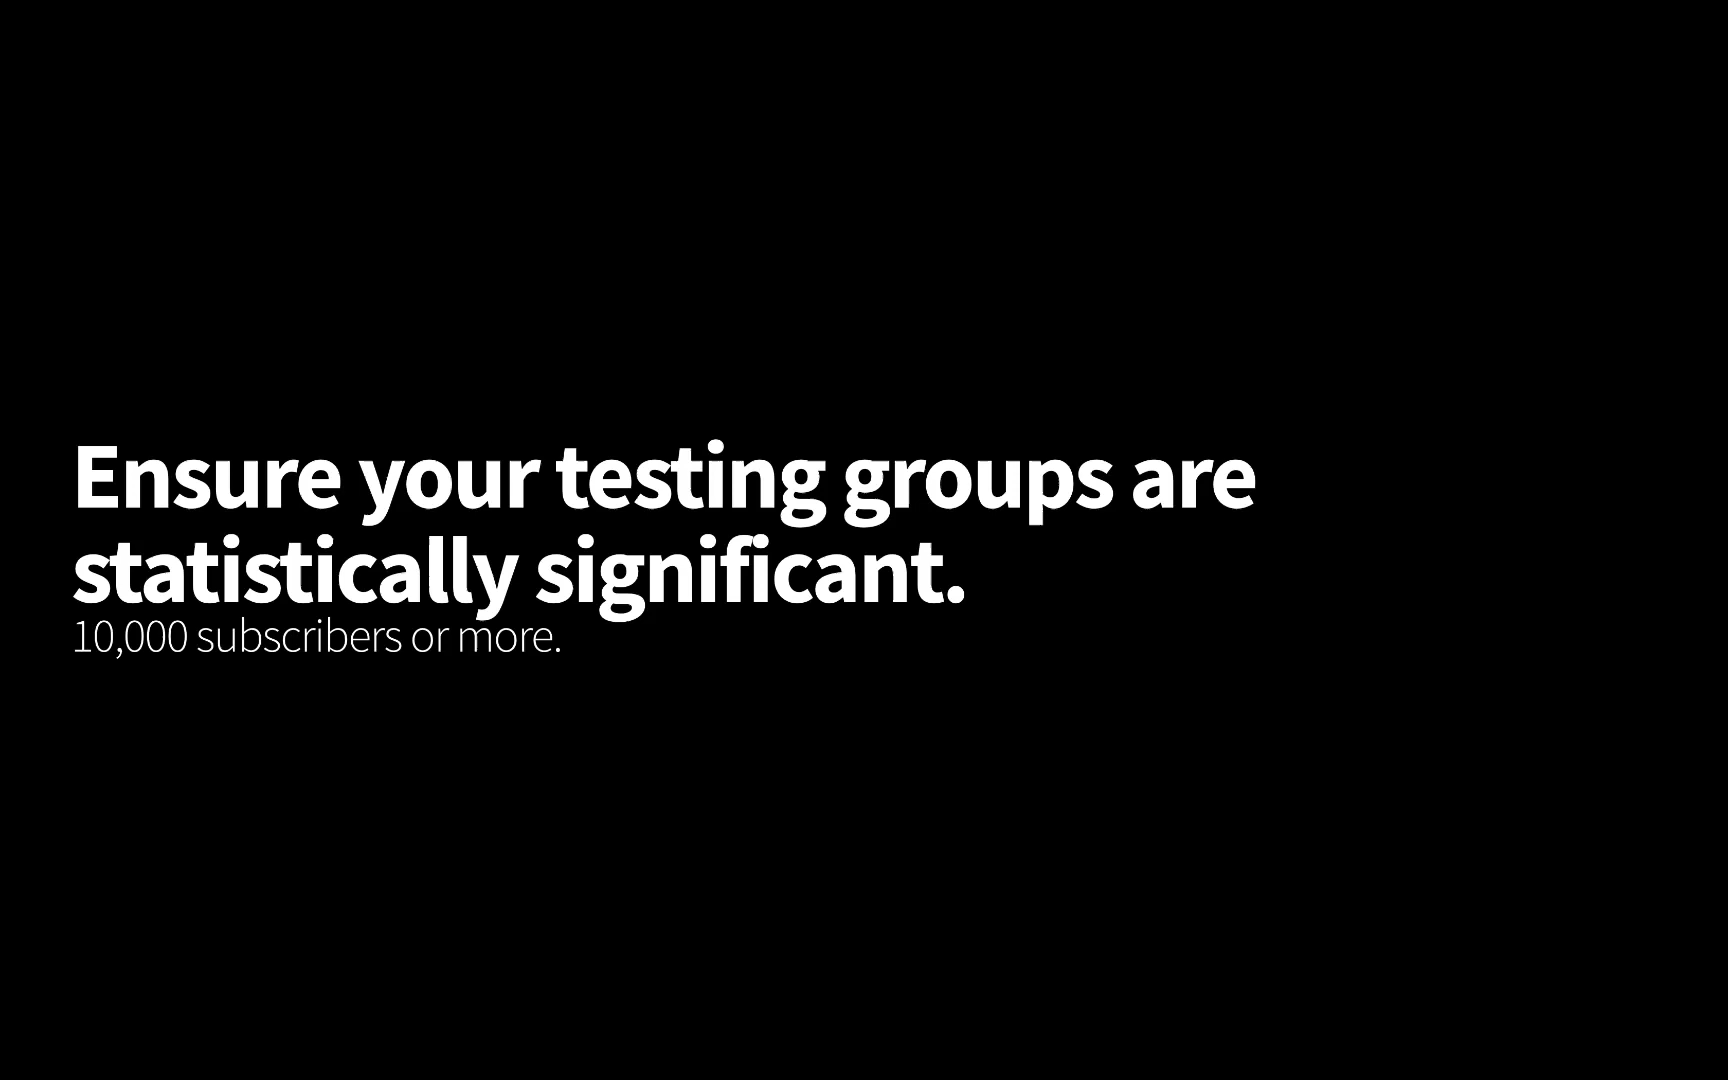 Ensure your testing groups are
statistically significant.
10,000 subscribers or more.